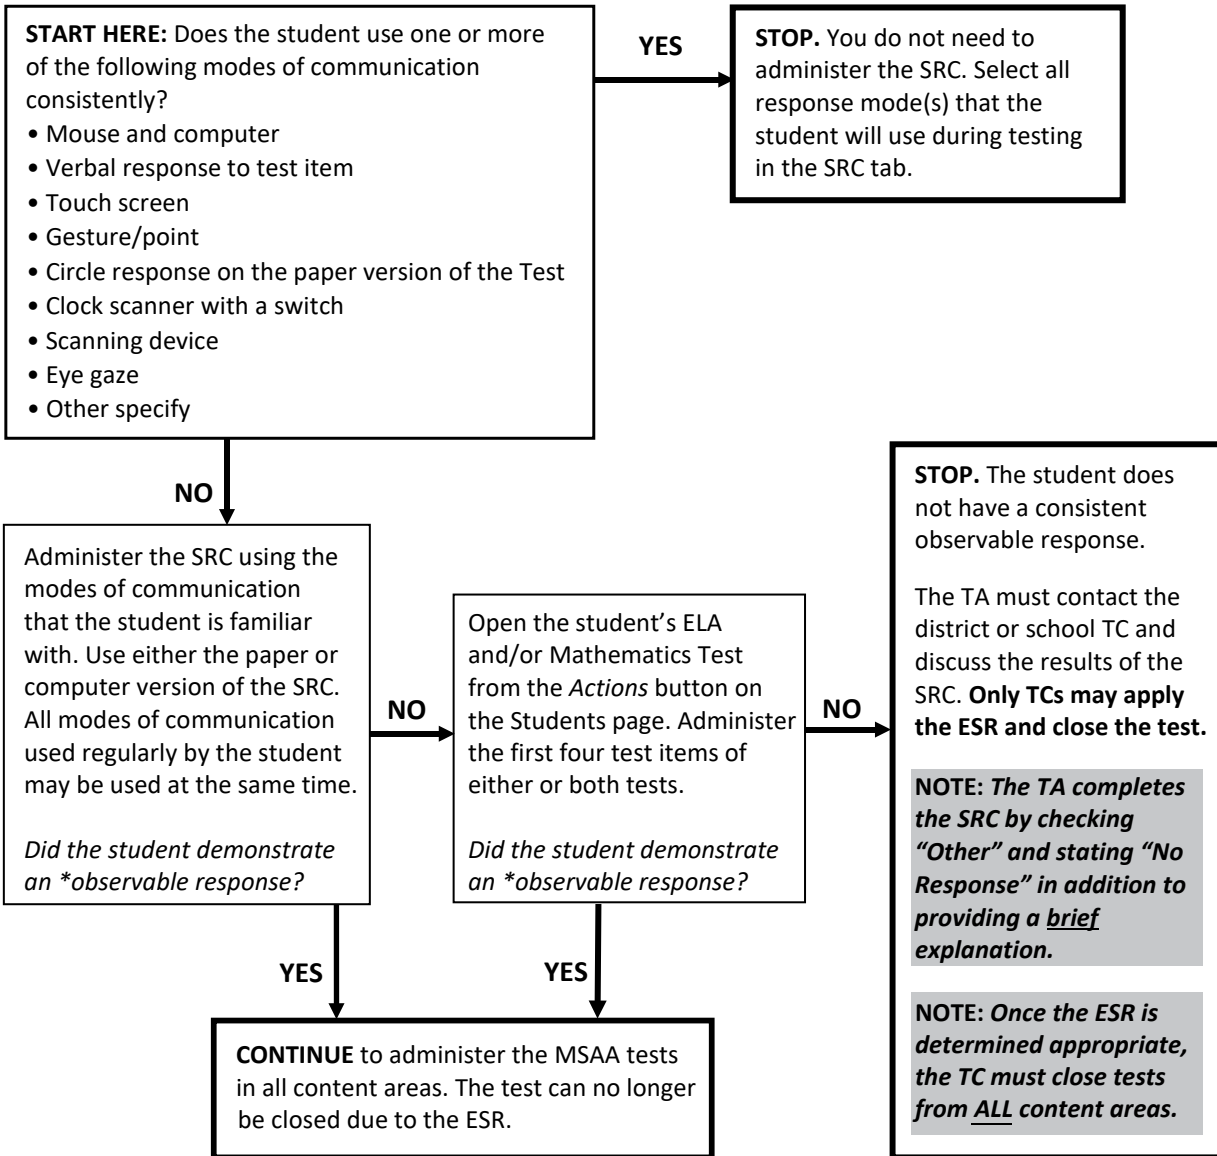 START HERE: Does the student use one or more
of the following modes of communication
consistently?
• Mouse and computer
• Verbal response to test item
• Touch screen
• Gesture/point
• Circle response on the paper version of the Test
• Clock scanner with a switch
• Scanning device
• Eye gaze
• Other specify
YES
STOP. You do not need to
administer the SRC. Select all
response mode(s) that the
student will use during testing
in the SRC tab.
NO
Administer the SRC using the
modes of communication
that the student is familiar
with. Use either the paper or
computer version of the SRC.
All modes of communication
used regularly by the student
may be used at the same time.
Did the student demonstrate
an *observable response?
NO
Open the student’s ELA
and/or Mathematics Test
from the Actions button on
the Students page. Administer
the first four test items of
either or both tests.
Did the student demonstrate
an *observable response?
NO
STOP. The student does
not have a consistent
observable response.
The TA must contact the
district or school TC and
discuss the results of the
SRC. Only TCs may apply
the ESR and close the test.
NOTE: The TA completes
the SRC by checking
“Other” and stating “No
Response” in addition to
providing a brief
explanation.
NOTE: Once the ESR is
determined appropriate,
the TC must close tests
from ALL content areas.
YES
YES
CONTINUE to administer the MSAA tests
in all content areas. The test can no longer
be closed due to the ESR.